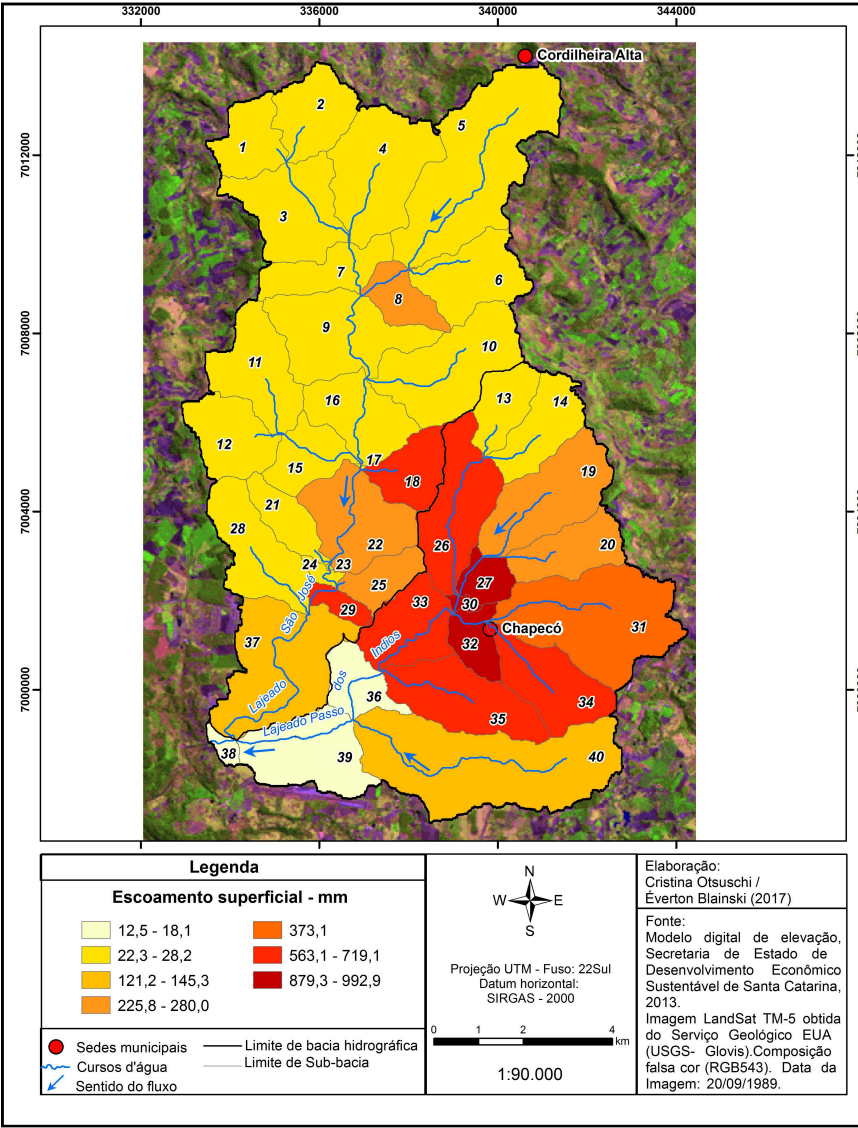 332000
336000
340000
344000
Cordilheira Alta
2
5
1
4
7012000
3
7
6
8
9
7008000
10
11
13
14
16
12
17
15
19
18
21
7004000
28
22
26
20
24
23
27
25
São José
33
30
29
Chapecó
31
37
Indios
32
dos
7000000
36
34
Lajeado
Lajeado Passo
35
38
39
40
Legenda
Escoamento superficial - mm
12,5 - 18,1
22,3 - 28,2
121,2 - 145,3
225,8 - 280,0
373,1
563,1 - 719,1
879,3 - 992,9
Sedes municipais
Cursos d'água
Sentido do fluxo
Limite de bacia hidrográfica
Limite de Sub-bacia
N
W
E
S
Projeção UTM - Fuso: 22Sul
Datum horizontal:
SIRGAS - 2000
0 1 2 4
km
1:90.000
Elaboração:
Cristina Otsuschi /
Éverton Blainski (2017)
Fonte:
Modelo digital de elevação,
Secretaria de Estado de
Desenvolvimento Econômico
Sustentável de Santa Catarina,
2013.
Imagem LandSat TM-5 obtida
do Serviço Geológico EUA
(USGS- Glovis).Composição
falsa cor (RGB543). Data da
Imagem: 20/09/1989.